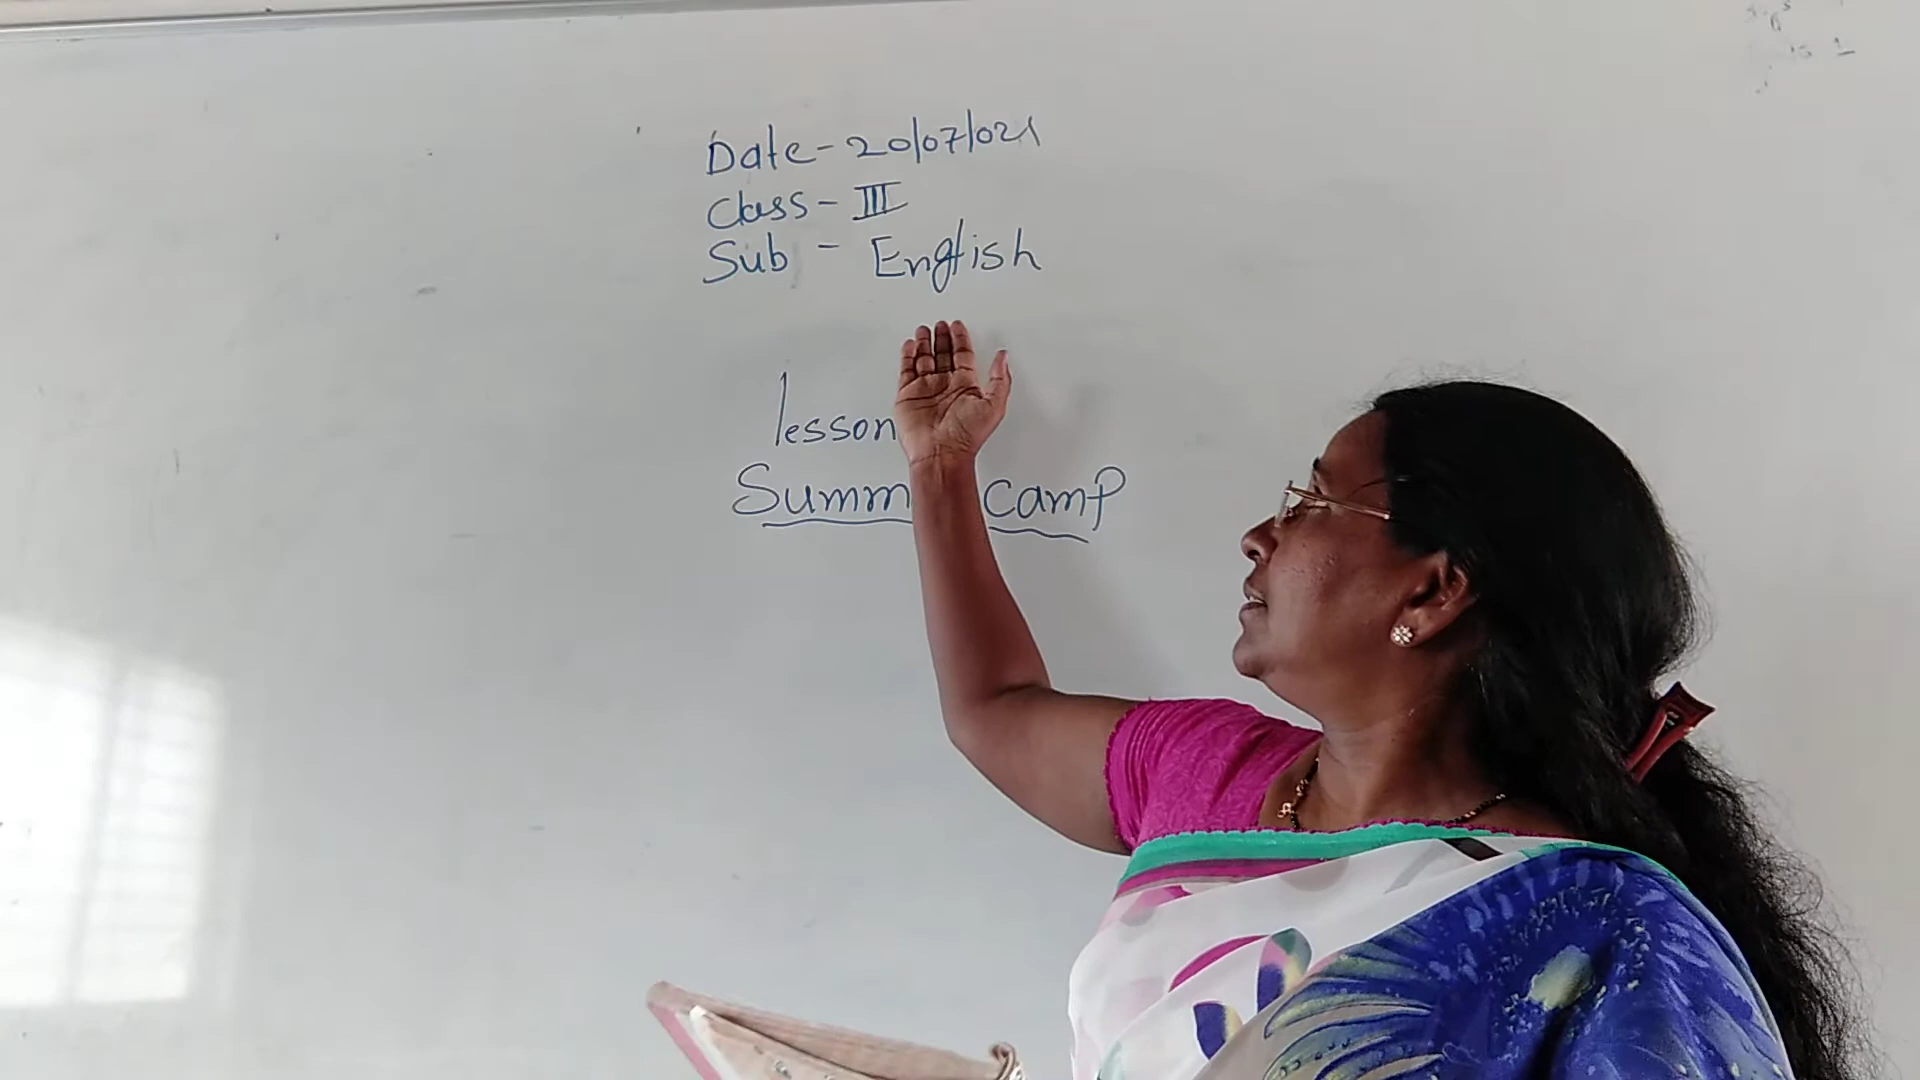 Date - 20/07/021
Class - III
Sub - English
lesson
Summ camp